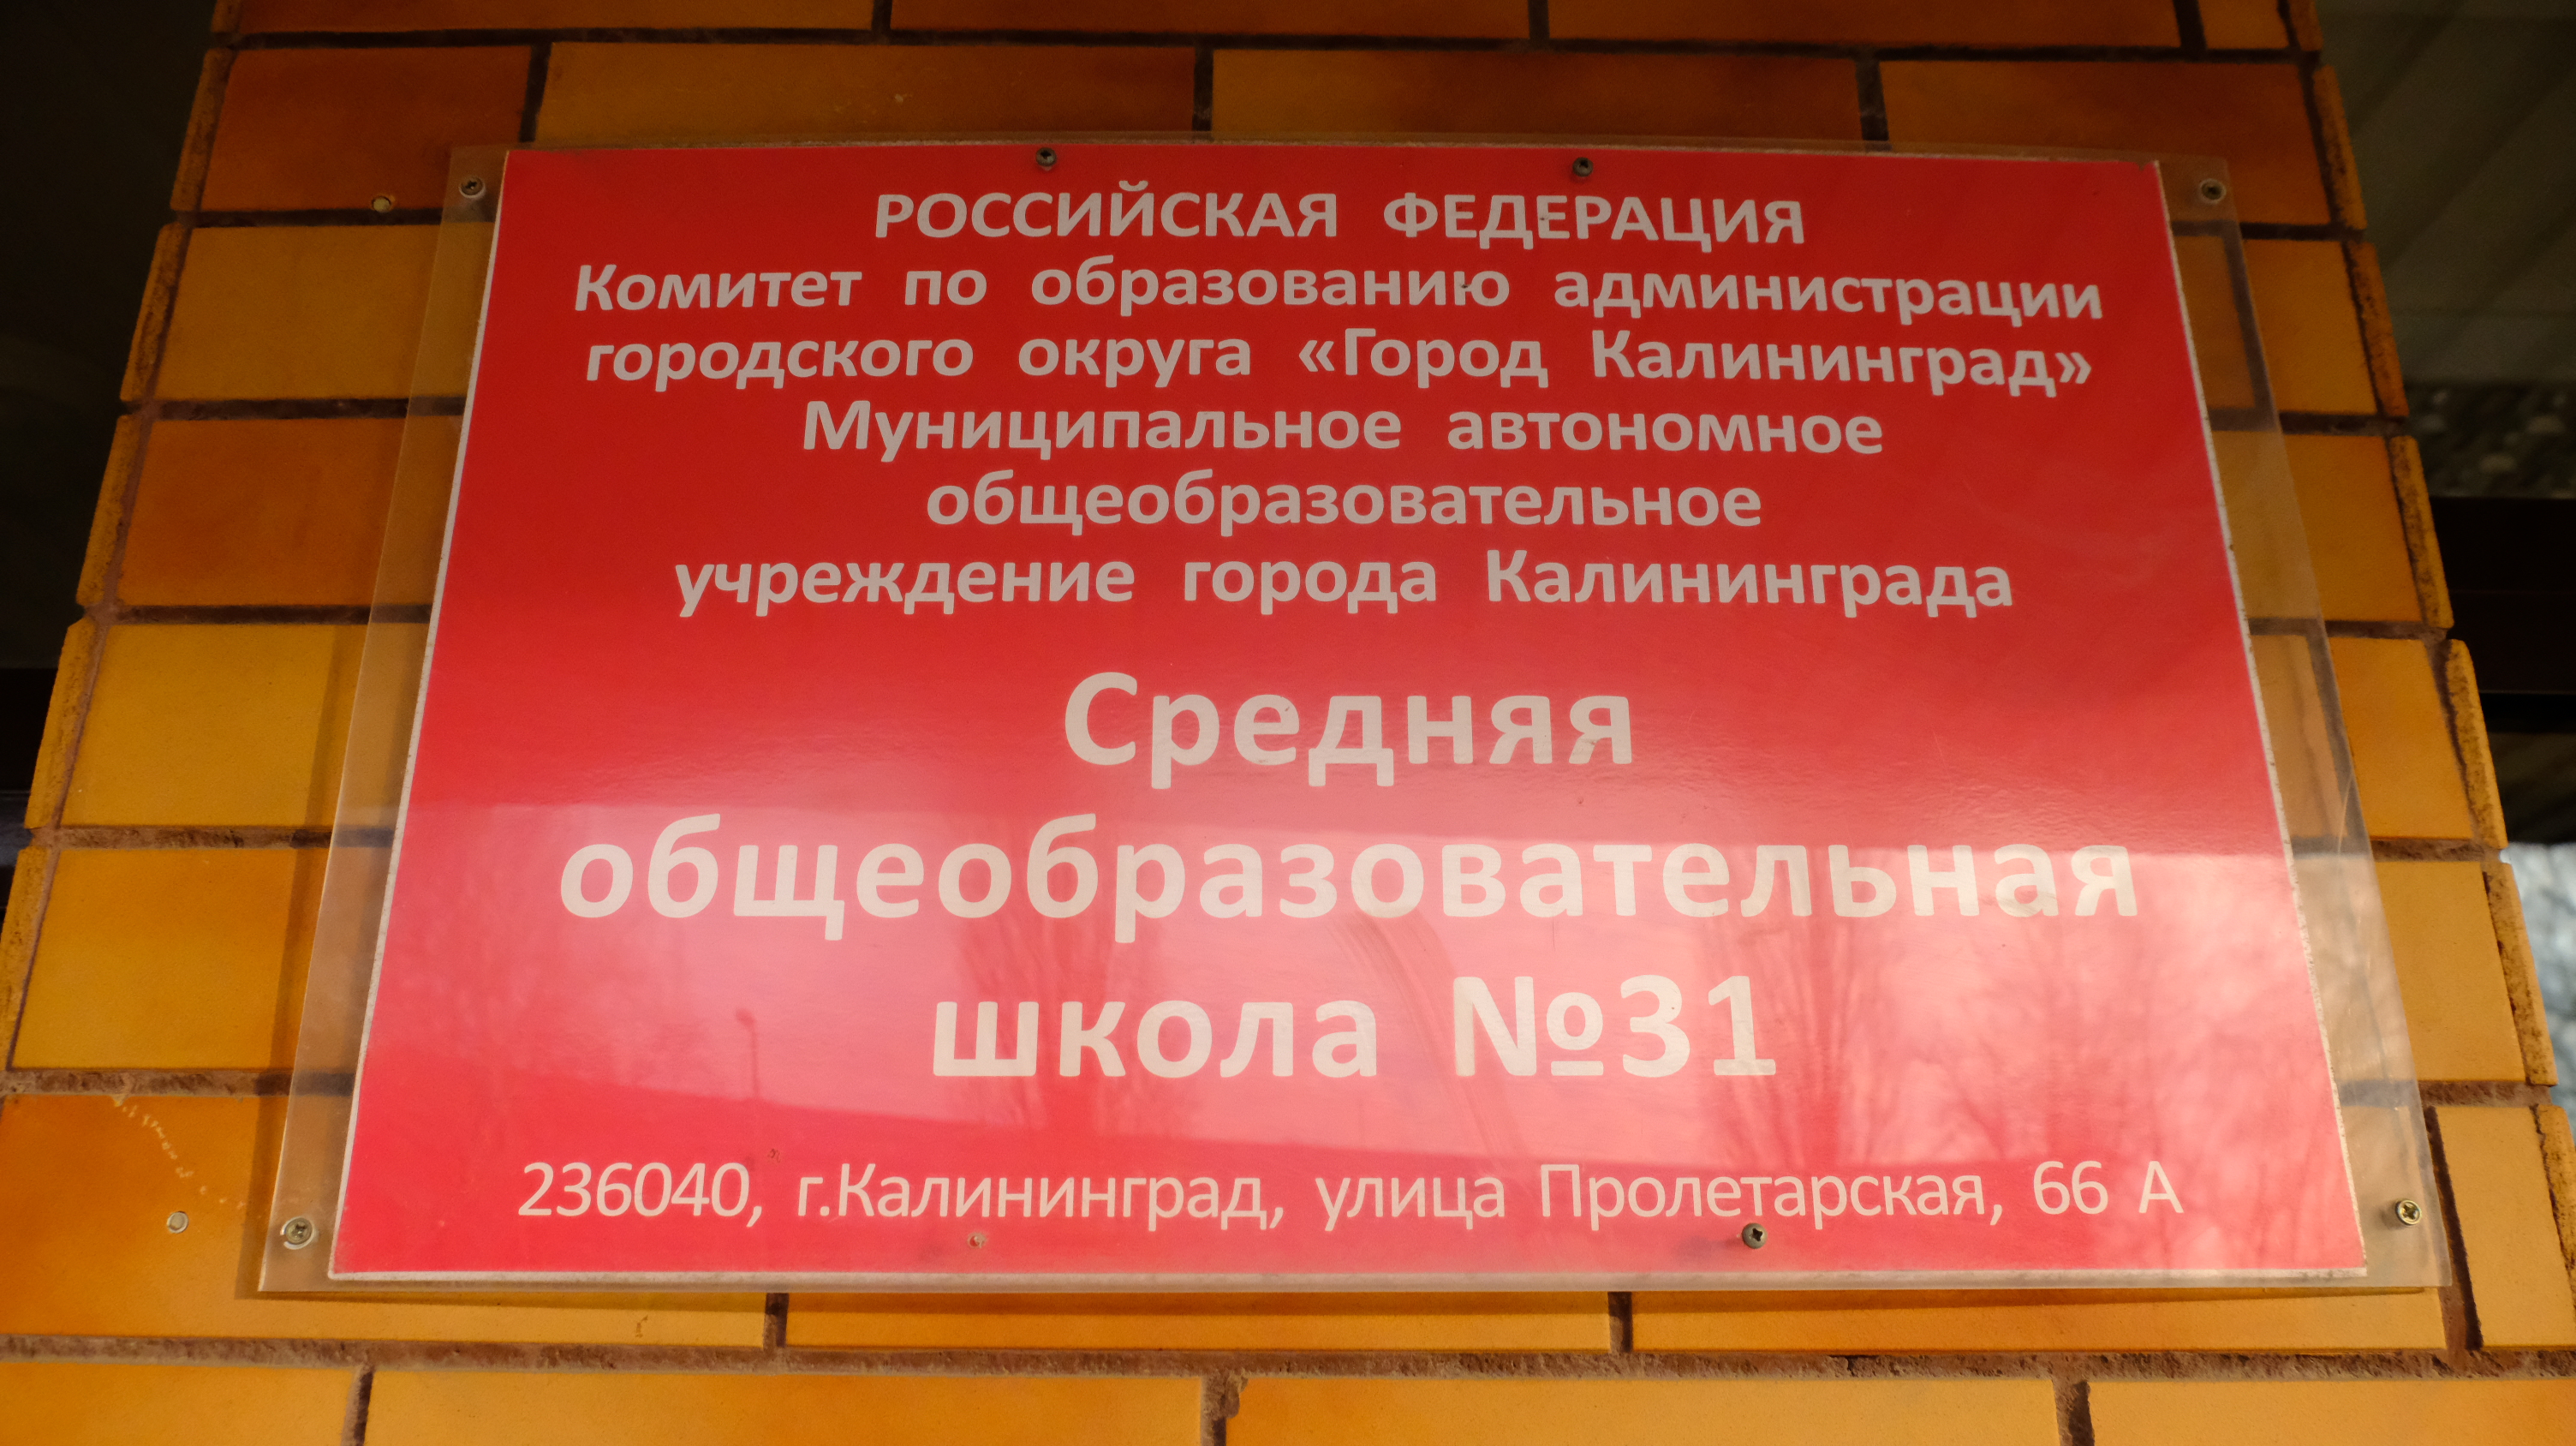 РОССИЙСКАЯ ФЕДЕРАЦИЯ
Комитет по образованию администрации
городского округа «Город Калининград»
Муниципальное автономное
общеобразовательное
учреждение города Калининграда
Средняя
общеобразовательная
школа №31
236040, г.Калининград, улица Пролетарская, 66 А